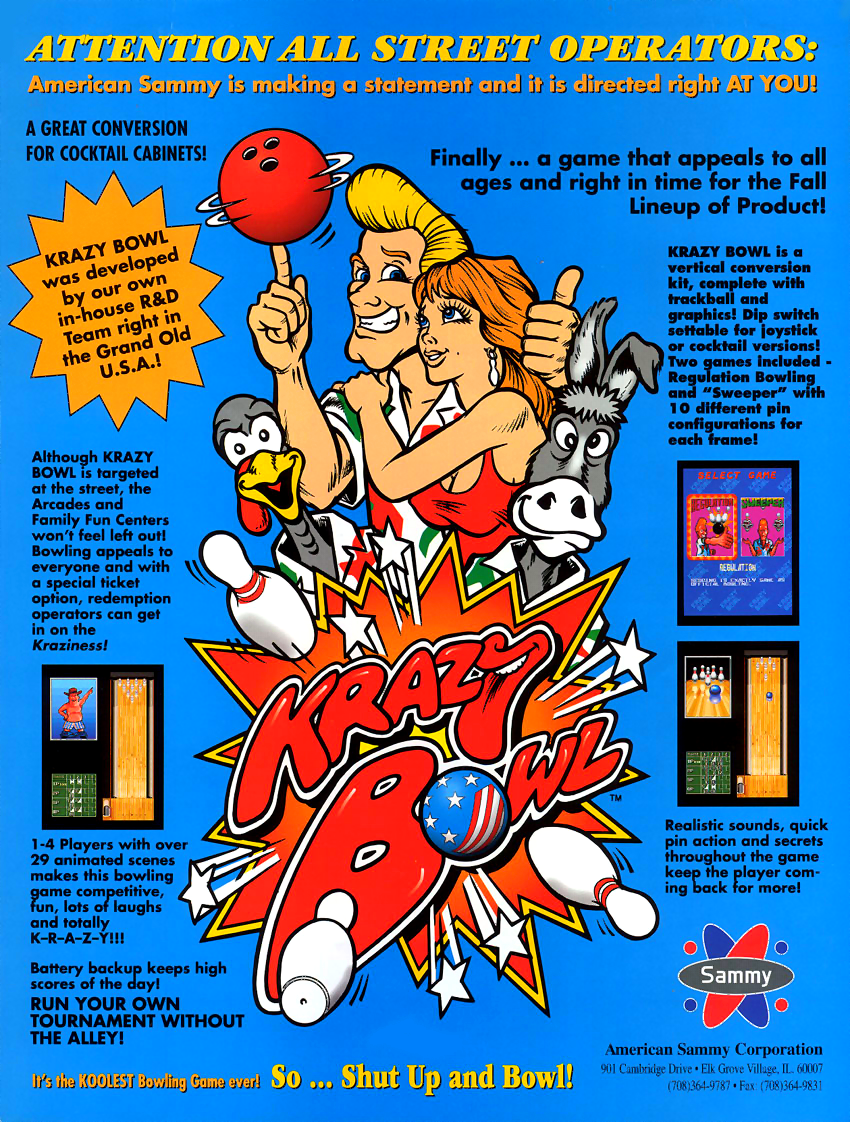 ATTENTION ALL STREET OPERATORS:
American Sammy is making a statement and it is directed right AT YOU!
A GREAT CONVERSION
FOR COCKTAIL CABINETS!
Finally ... a game that appeals to all
ages and right in time for the Fall
Lineup of Product!
KRAZY BOWL
was developed
by our own
in-house R&D
Team right in
the Grand Old
U.S.A.!
KRAZY BOWL is a
vertical conversion
kit, complete with
trackball and
graphics! Dip switch
settable for joystick
or cocktail versions!
Two games included -
Regulation Bowling
and "Sweeper" with
10 different pin
configurations for
each frame!
Although KRAZY
BOWL is targeted
at the street, the
Arcades and
Family Fun Centers
won't feel left out!
Bowling appeals to
everyone and with
a special ticket
option, redemption
operators can get
in on the
Kraziness!
SELECT GAME
REGULATION
SWEEPER
REGULATION
KRAZY
BOWL
TM
1-4 Players with over
29 animated scenes
makes this bowling
game competitive,
fun, lots of laughs
and totally
K-R-A-Z-Y!!!
Realistic sounds, quick
pin action and secrets
throughout the game
keep the player com-
ing back for more!
Battery backup keeps high
scores of the day!
RUN YOUR OWN
TOURNAMENT WITHOUT
THE ALLEY!
Sammy
American Sammy Corporation
901 Cambridge Drive • Elk Grove Village, IL. 60007
(708)364-9787 • Fax: (708)364-9831
It's the KOOLEST Bowling Game ever! So ... Shut Up and Bowl!